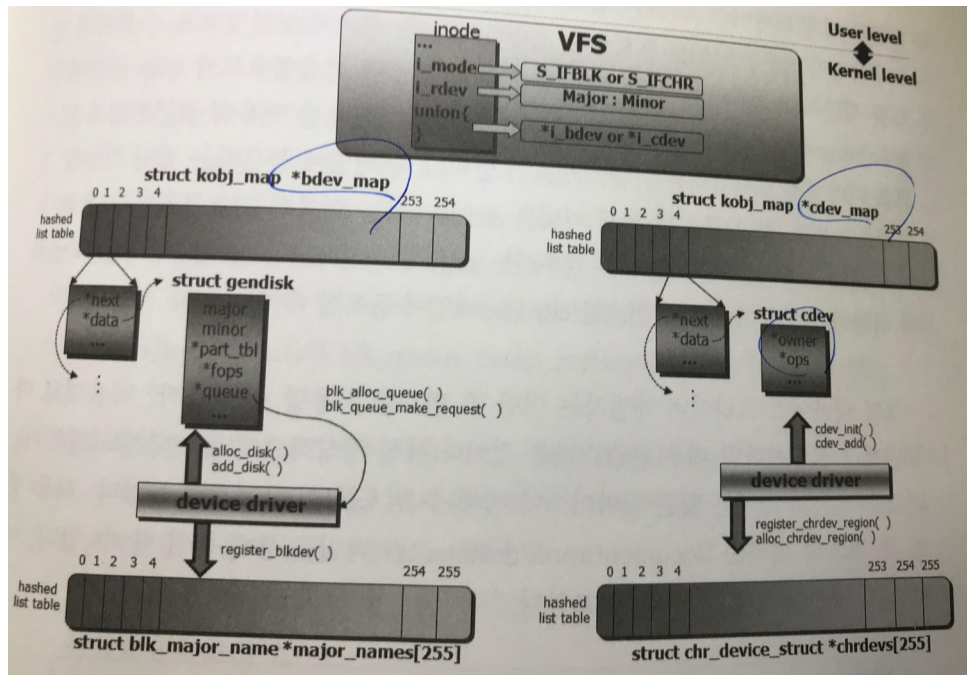 User level
Kernel level
VFS
inode
...
i_mode
S_IFBLK or S_IFCHR
i_rdev
Major : Minor
union{
*i_bdev or *i_cdev
}
struct kobj_map *bdev_map
0 1 2 3 4 253 254
hashed
list table
struct gendisk
*next
*data
...
major
minor
*part_tbl
*fops
*queue
...
blk_alloc_queue( )
blk_queue_make_request( )
alloc_disk( )
add_disk( )
device driver
register_blkdev( )
0 1 2 3 4 254 255
hashed
list table
struct blk_major_name *major_names[255]
struct kobj_map *cdev_map
0 1 2 3 4 253 254
hashed
list table
struct cdev
*next
*data
...
*owner
*ops
...
cdev_init( )
cdev_add( )
device driver
register_chrdev_region( )
alloc_chrdev_region( )
0 1 2 3 4 253 254 255
hashed
list table
struct chr_device_struct *chrdevs[255]